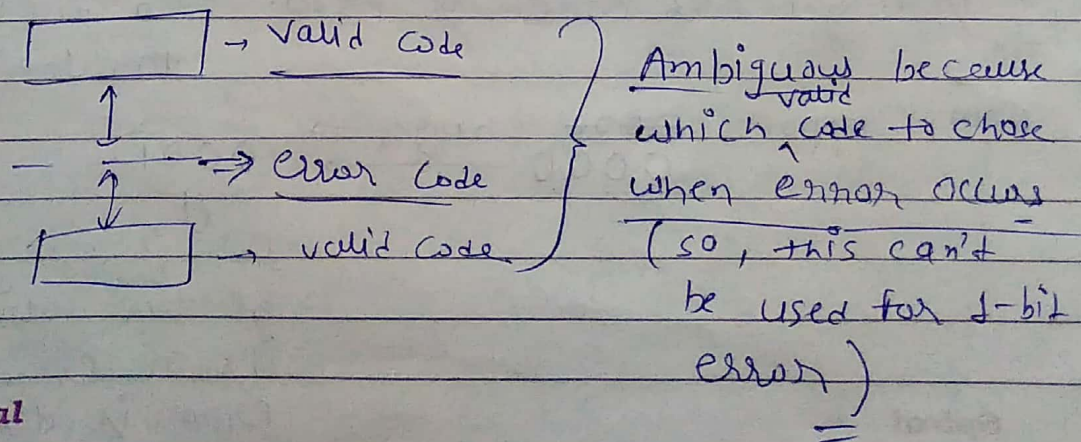 → valid code
⇒ error code
→ valid code
Ambiguous because
which valid code to chose
when error occurs
(so, this can't
be used for 1-bit
error)
al